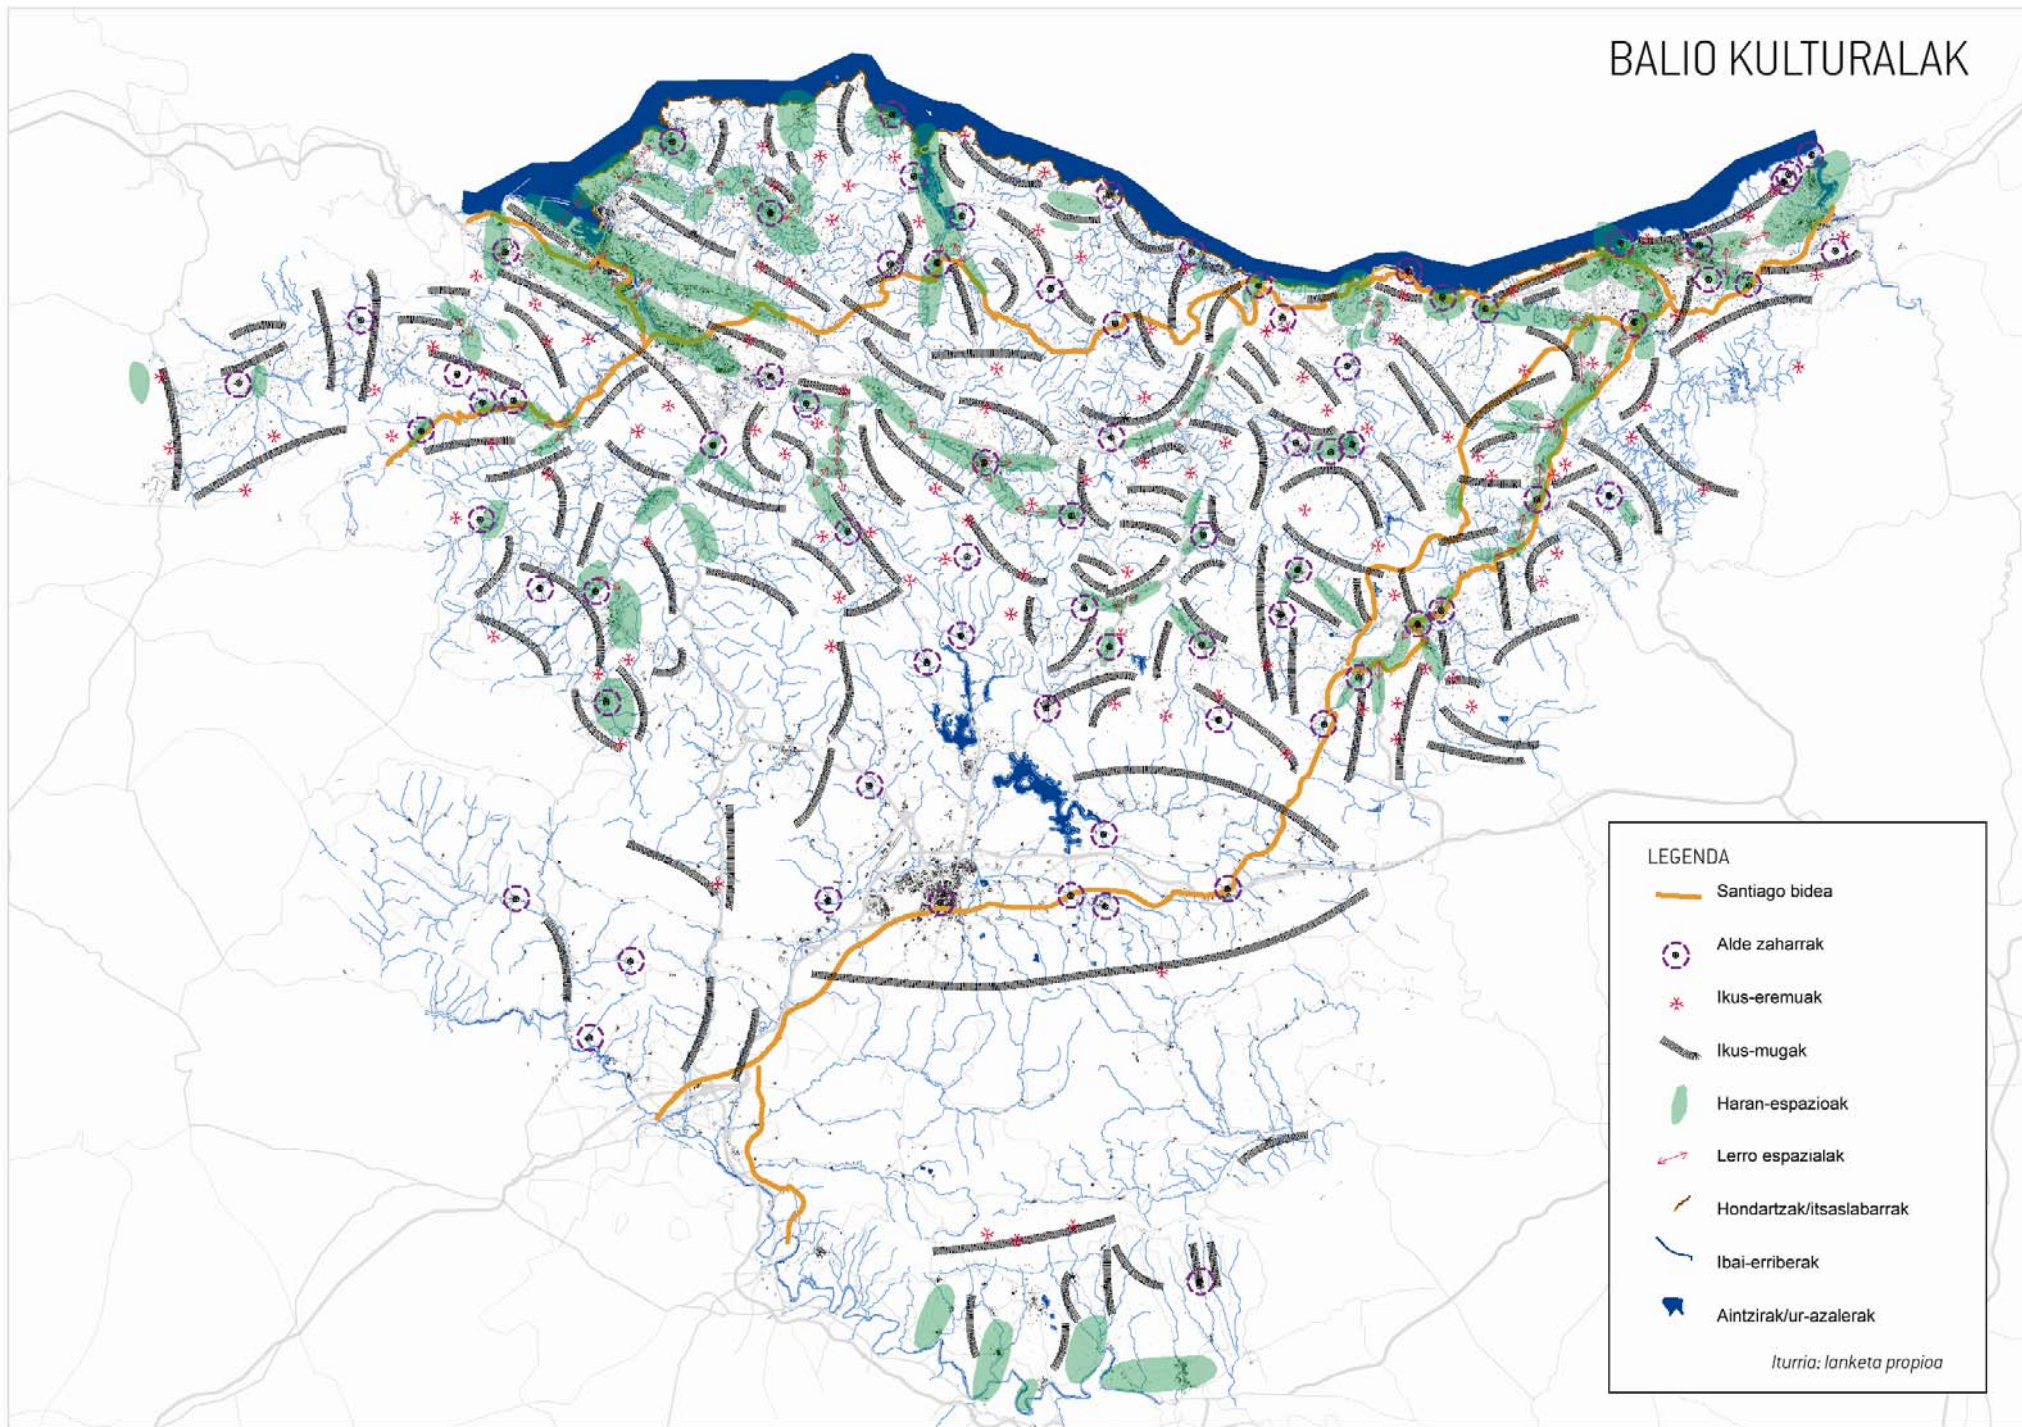 BALIO KULTURALAK
LEGENDA
Santiago bidea
Alde zaharrak
Ikus-eremuak
Ikus-mugak
Haran-espazioak
Lerro espazialak
Hondartzak/itsaslabarrak
Ibai-erriberak
Aintzirak/ur-azalerak
Iturria: lanketa propioa